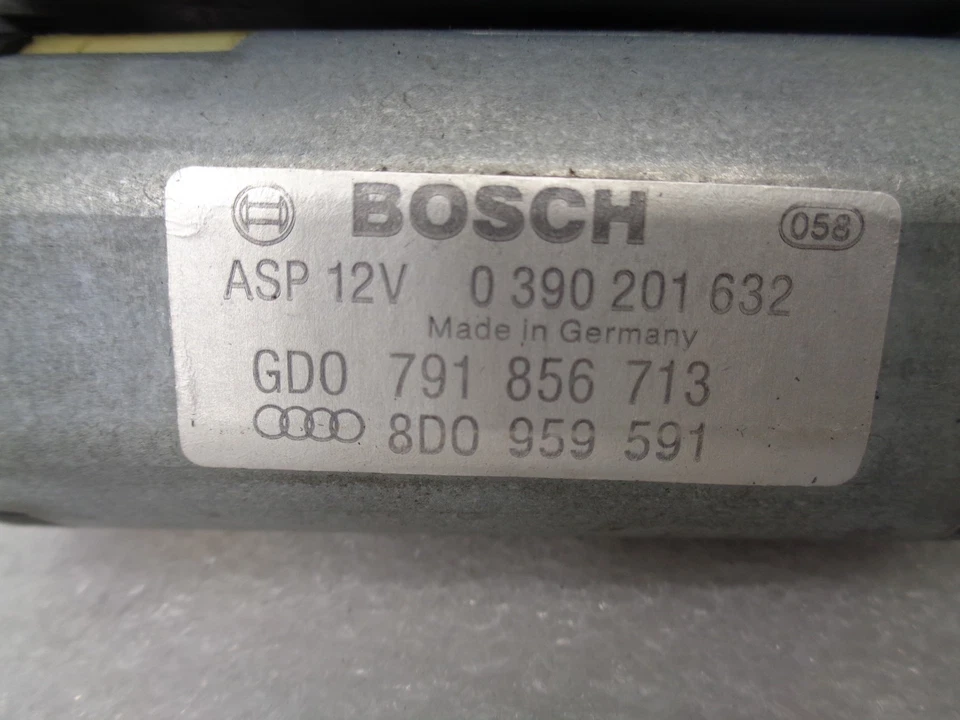 BOSCH 058
ASP 12V 0 390 201 632
Made in Germany
GD0 791 856 713
8D0 959 591